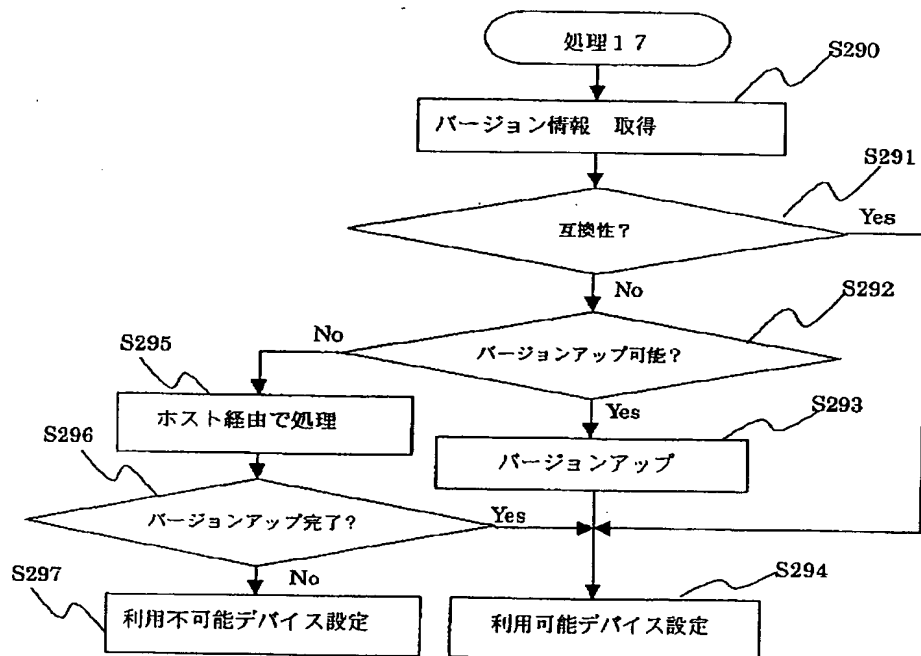 処理１７
S290
バージョン情報　取得
S291
互換性？
Yes
No
S292
バージョンアップ可能？
No
S295
ホスト経由で処理
Yes
S293
バージョンアップ
S296
バージョンアップ完了？
Yes
No
S297
利用不可能デバイス設定
S294
利用可能デバイス設定